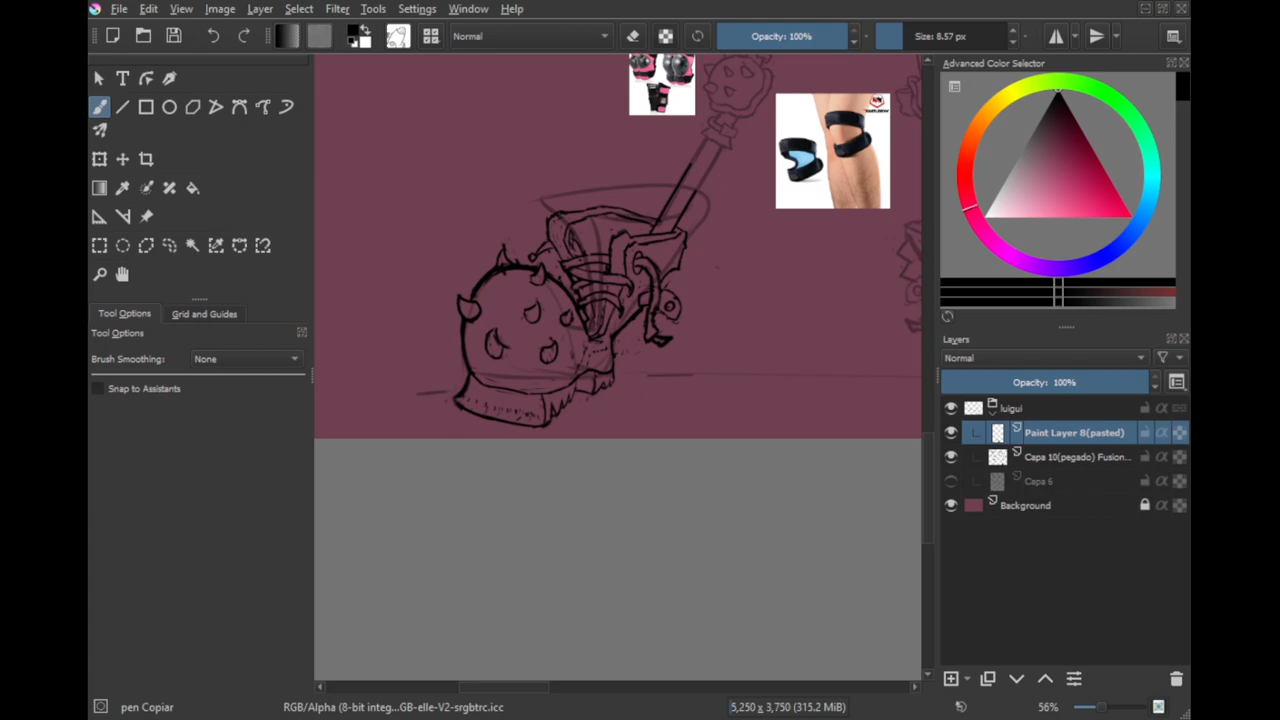 File Edit View Image Layer Select Filter Tools Settings Window Help
Normal
Opacity: 100%
Size: 8.57 px
Advanced Color Selector
Tool Options
Grid and Guides
Tool Options
Brush Smoothing:
None
Snap to Assistants
Layers
Normal
Opacity: 100%
luigui
Paint Layer 8(pasted)
Capa 10(pegado) Fusion...
Capa 6
Background
pen Copiar
RGB/Alpha (8-bit integ...GB-elle-V2-srgbtrc.icc
5,250 x 3,750 (315.2 MiB)
56%